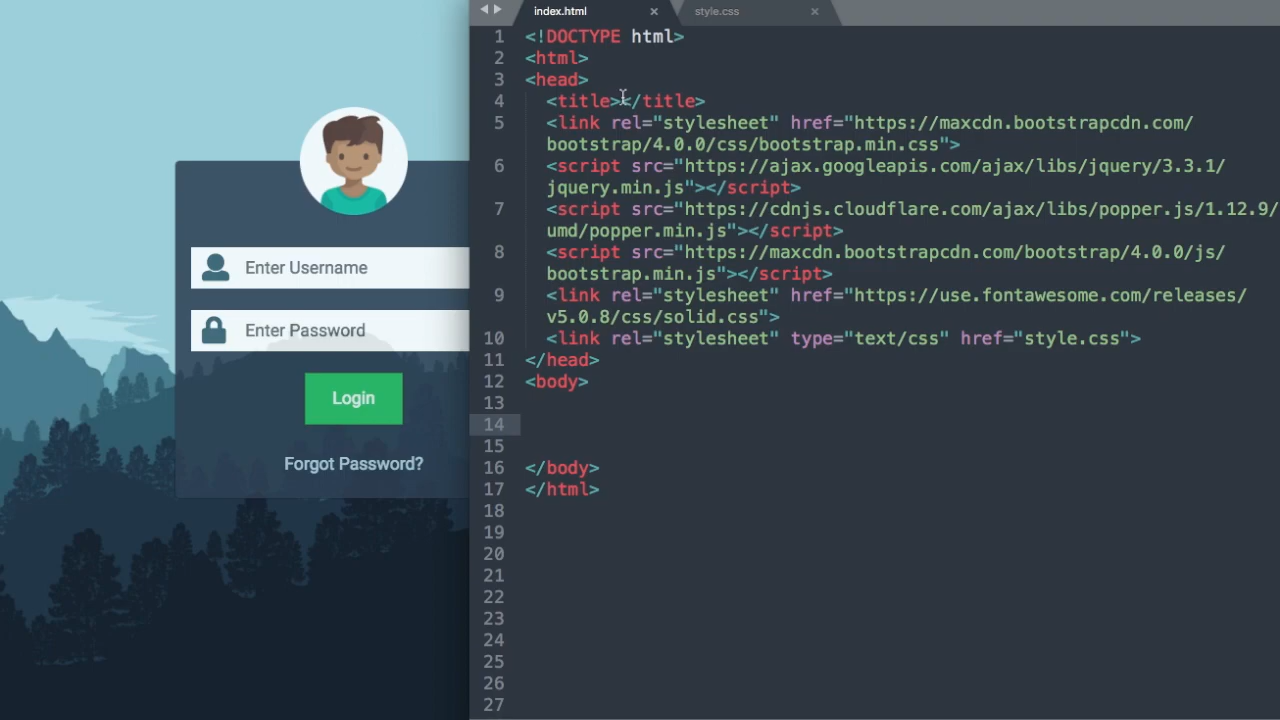 Enter Username
Enter Password
Login
Forgot Password?
index.html
style.css
1 <!DOCTYPE html>
2 <html>
3 <head>
4 <title></title>
5 <link rel="stylesheet" href="https://maxcdn.bootstrapcdn.com/
bootstrap/4.0.0/css/bootstrap.min.css">
6 <script src="https://ajax.googleapis.com/ajax/libs/jquery/3.3.1/
jquery.min.js"></script>
7 <script src="https://cdnjs.cloudflare.com/ajax/libs/popper.js/1.12.9/
umd/popper.min.js"></script>
8 <script src="https://maxcdn.bootstrapcdn.com/bootstrap/4.0.0/js/
bootstrap.min.js"></script>
9 <link rel="stylesheet" href="https://use.fontawesome.com/releases/
v5.0.8/css/solid.css">
10 <link rel="stylesheet" type="text/css" href="style.css">
11 </head>
12 <body>
13
14
15
16 </body>
17 </html>
18
19
20
21
22
23
24
25
26
27